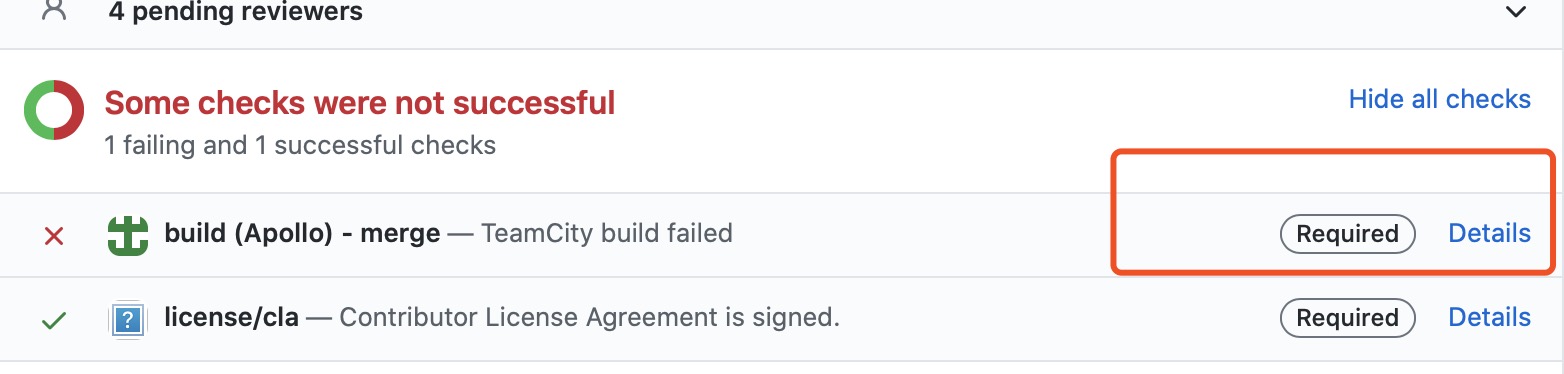 4 pending reviewers
Some checks were not successful
Hide all checks
1 failing and 1 successful checks
build (Apollo) - merge — TeamCity build failed Required Details
? license/cla — Contributor License Agreement is signed. Required Details